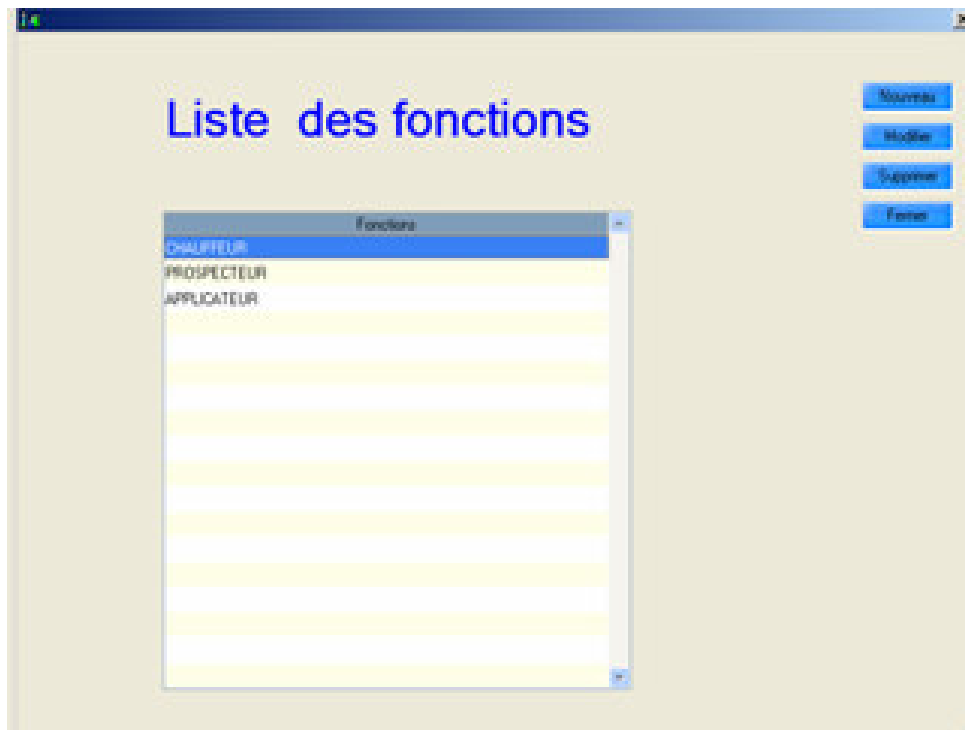 Liste des fonctions
Nouveau
Modifier
Supprimer
Fermer
Fonctions
CHAUFFEUR
PROSPECTEUR
APPLICATEUR